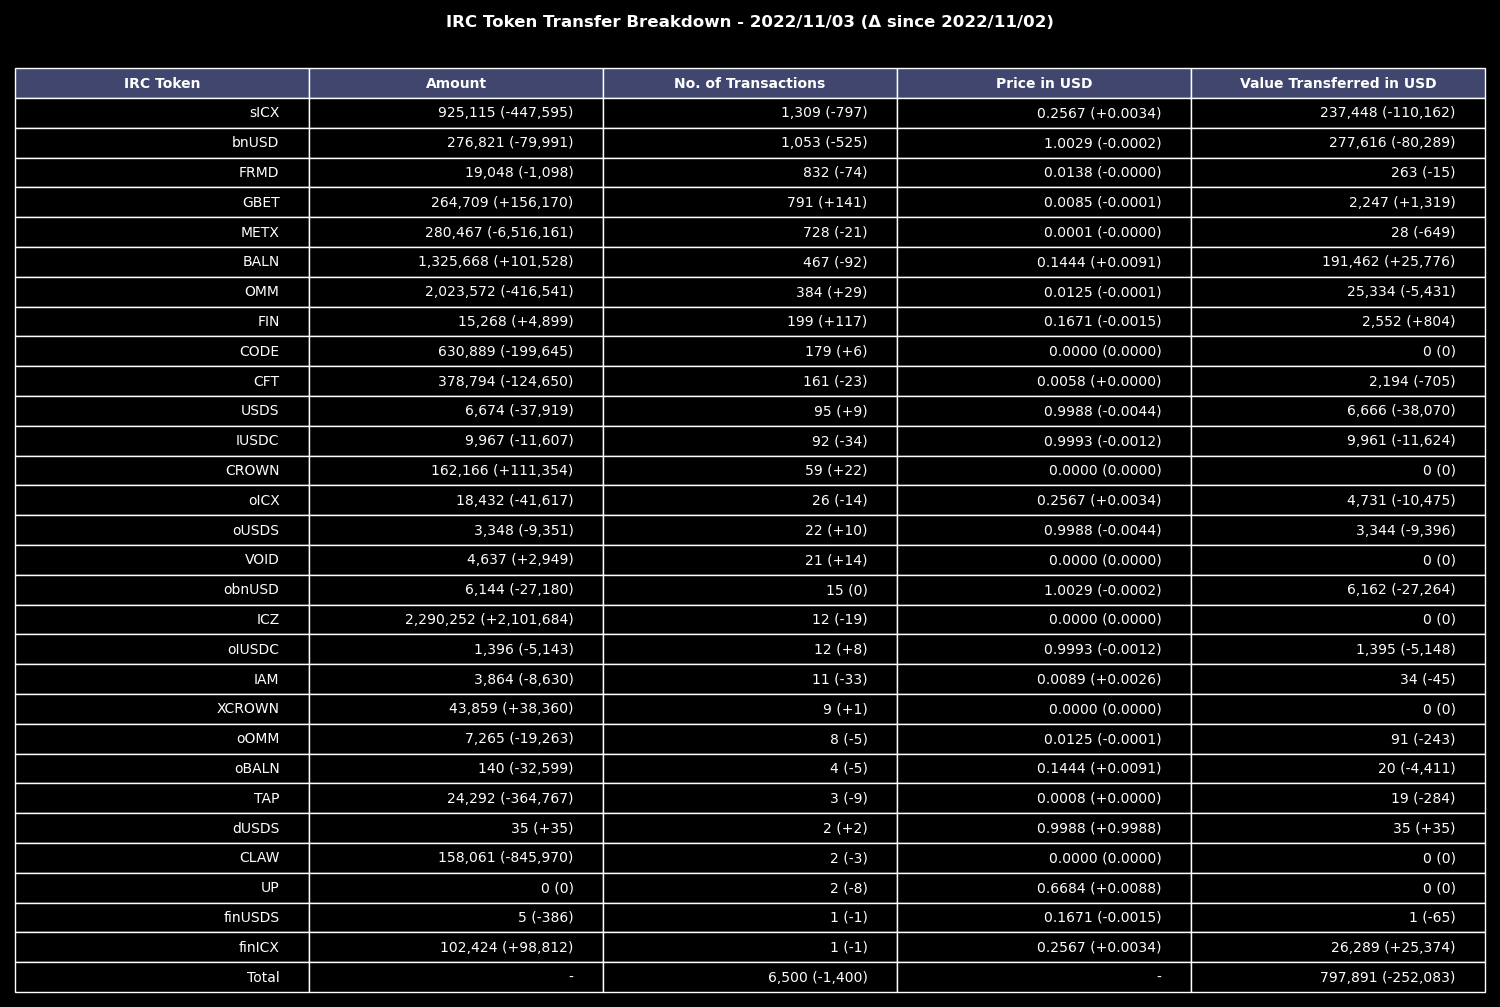 IRC Token Transfer Breakdown - 2022/11/03 (Δ since 2022/11/02)
IRC Token Amount No. of Transactions Price in USD Value Transferred in USD
sICX 925,115 (-447,595) 1,309 (-797) 0.2567 (+0.0034) 237,448 (-110,162)
bnUSD 276,821 (-79,991) 1,053 (-525) 1.0029 (-0.0002) 277,616 (-80,289)
FRMD 19,048 (-1,098) 832 (-74) 0.0138 (-0.0000) 263 (-15)
GBET 264,709 (+156,170) 791 (+141) 0.0085 (-0.0001) 2,247 (+1,319)
METX 280,467 (-6,516,161) 728 (-21) 0.0001 (-0.0000) 28 (-649)
BALN 1,325,668 (+101,528) 467 (-92) 0.1444 (+0.0091) 191,462 (+25,776)
OMM 2,023,572 (-416,541) 384 (+29) 0.0125 (-0.0001) 25,334 (-5,431)
FIN 15,268 (+4,899) 199 (+117) 0.1671 (-0.0015) 2,552 (+804)
CODE 630,889 (-199,645) 179 (+6) 0.0000 (0.0000) 0 (0)
CFT 378,794 (-124,650) 161 (-23) 0.0058 (+0.0000) 2,194 (-705)
USDS 6,674 (-37,919) 95 (+9) 0.9988 (-0.0044) 6,666 (-38,070)
IUSDC 9,967 (-11,607) 92 (-34) 0.9993 (-0.0012) 9,961 (-11,624)
CROWN 162,166 (+111,354) 59 (+22) 0.0000 (0.0000) 0 (0)
oICX 18,432 (-41,617) 26 (-14) 0.2567 (+0.0034) 4,731 (-10,475)
oUSDS 3,348 (-9,351) 22 (+10) 0.9988 (-0.0044) 3,344 (-9,396)
VOID 4,637 (+2,949) 21 (+14) 0.0000 (0.0000) 0 (0)
obnUSD 6,144 (-27,180) 15 (0) 1.0029 (-0.0002) 6,162 (-27,264)
ICZ 2,290,252 (+2,101,684) 12 (-19) 0.0000 (0.0000) 0 (0)
oIUSDC 1,396 (-5,143) 12 (+8) 0.9993 (-0.0012) 1,395 (-5,148)
IAM 3,864 (-8,630) 11 (-33) 0.0089 (+0.0026) 34 (-45)
XCROWN 43,859 (+38,360) 9 (+1) 0.0000 (0.0000) 0 (0)
oOMM 7,265 (-19,263) 8 (-5) 0.0125 (-0.0001) 91 (-243)
oBALN 140 (-32,599) 4 (-5) 0.1444 (+0.0091) 20 (-4,411)
TAP 24,292 (-364,767) 3 (-9) 0.0008 (+0.0000) 19 (-284)
dUSDS 35 (+35) 2 (+2) 0.9988 (+0.9988) 35 (+35)
CLAW 158,061 (-845,970) 2 (-3) 0.0000 (0.0000) 0 (0)
UP 0 (0) 2 (-8) 0.6684 (+0.0088) 0 (0)
finUSDS 5 (-386) 1 (-1) 0.1671 (-0.0015) 1 (-65)
finICX 102,424 (+98,812) 1 (-1) 0.2567 (+0.0034) 26,289 (+25,374)
Total - 6,500 (-1,400) - 797,891 (-252,083)